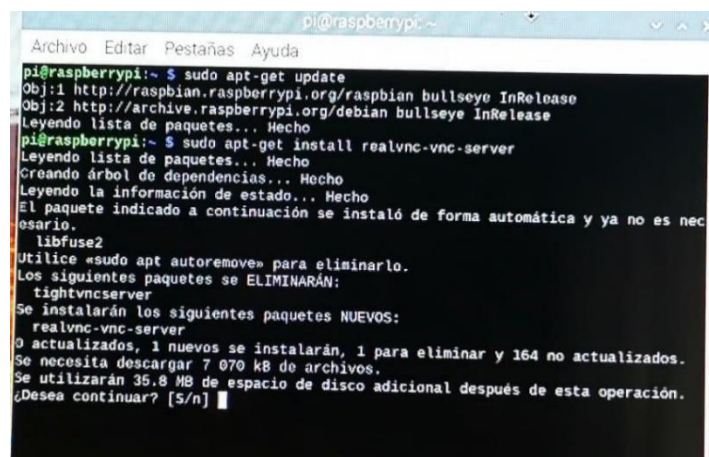 pi@raspberrypi: ~
Archivo Editar Pestañas Ayuda
pi@raspberrypi:~ $ sudo apt-get update
Obj:1 http://raspbian.raspberrypi.org/raspbian bullseye InRelease
Obj:2 http://archive.raspberrypi.org/debian bullseye InRelease
Leyendo lista de paquetes... Hecho
pi@raspberrypi:~ $ sudo apt-get install realvnc-vnc-server
Leyendo lista de paquetes... Hecho
Creando árbol de dependencias... Hecho
Leyendo la información de estado... Hecho
El paquete indicado a continuación se instaló de forma automática y ya no es nec
esario.
libfuse2
Utilice «sudo apt autoremove» para eliminarlo.
Los siguientes paquetes se ELIMINARÁN:
tightvncserver
Se instalarán los siguientes paquetes NUEVOS:
realvnc-vnc-server
0 actualizados, 1 nuevos se instalarán, 1 para eliminar y 164 no actualizados.
Se necesita descargar 7 070 kB de archivos.
Se utilizarán 35.8 MB de espacio de disco adicional después de esta operación.
¿Desea continuar? [S/n]